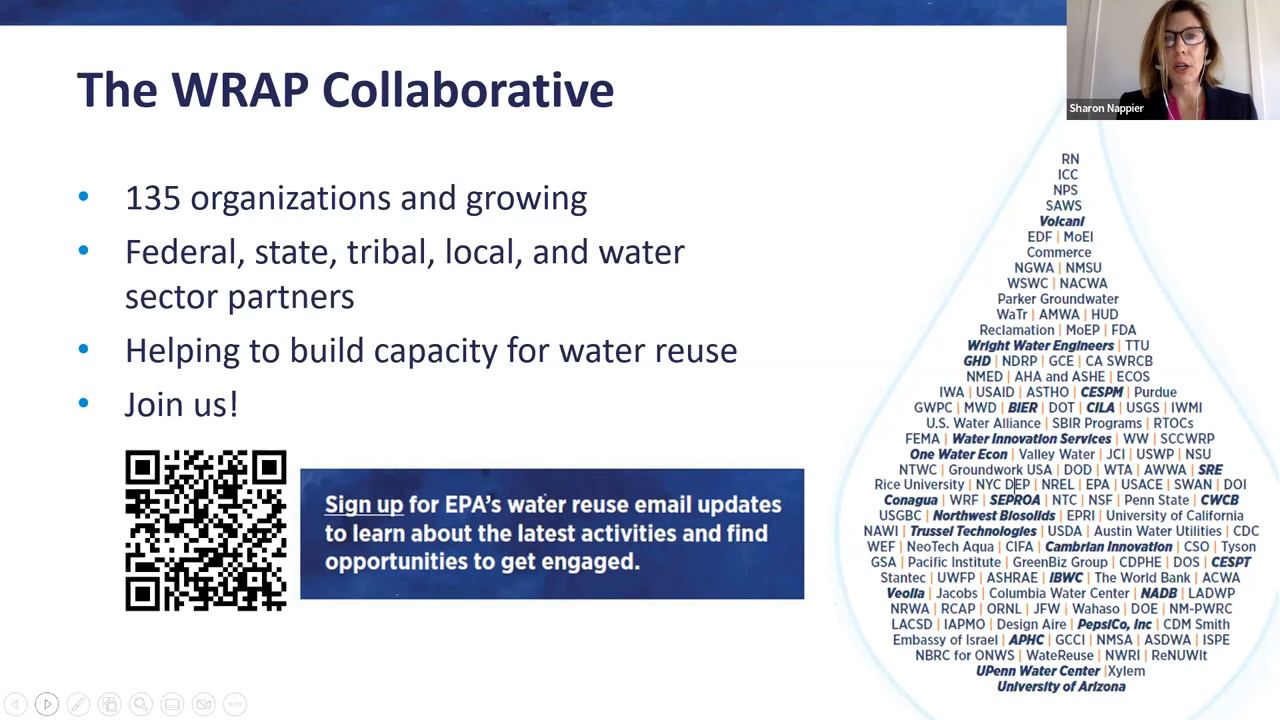 The WRAP Collaborative
Sharon Nappier
• 135 organizations and growing
• Federal, state, tribal, local, and water
sector partners
• Helping to build capacity for water reuse
• Join us!
Sign up for EPA's water reuse email updates
to learn about the latest activities and find
opportunities to get engaged.
RN
ICC
NPS
SAWS
Volcani
EDF | MoEI
Commerce
NGWA | NMSU
WSWC | NACWA
Parker Groundwater
WaTr | AMWA | HUD
Reclamation | MoEP | FDA
Wright Water Engineers | TTU
GHD | NDRP | GCE | CA SWRCB
NMED | AHA and ASHE | ECOS
IWA | USAID | ASTHO | CESPM | Purdue
GWPC | MWD | BIER | DOT | CILA | USGS | IWMI
U.S. Water Alliance | SBIR Programs | RTOCs
FEMA | Water Innovation Services | WW | SCCWRP
One Water Econ | Valley Water | JCI | USWP | NSU
NTWC | Groundwork USA | DOD | WTA | AWWA | SRE
Rice University | NYC DEP | NREL | EPA | USACE | SWAN | DOI
Conagua | WRF | SEPROA | NTC | NSF | Penn State | CWCB
USGBC | Northwest Biosolids | EPRI | University of California
NAWI | Trussel Technologies | USDA | Austin Water Utilities | CDC
WEF | NeoTech Aqua | CIFA | Cambrian Innovation | CSO | Tyson
GSA | Pacific Institute | GreenBiz Group | CDPHE | DOS | CESPT
Stantec | UWFP | ASHRAE | IBWC | The World Bank | ACWA
Veolia | Jacobs | Columbia Water Center | NADB | LADWP
NRWA | RCAP | ORNL | JFW | Wahaso | DOE | NM-PWRC
LACSD | IAPMO | Design Aire | PepsiCo, Inc | CDM Smith
Embassy of Israel | APHC | GCCI | NMSA | ASDWA | ISPE
NBRC for ONWS | WateReuse | NWRI | ReNUWIt
UPenn Water Center |Xylem
University of Arizona